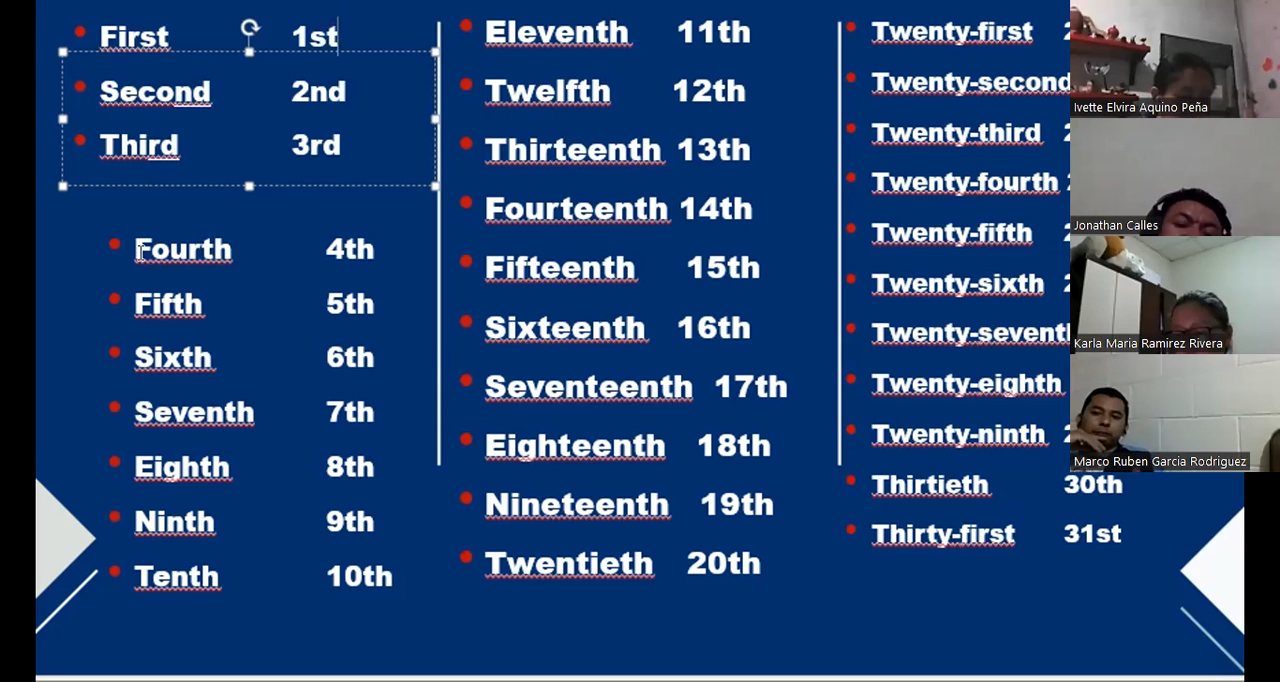 First 1st
Second 2nd
Third 3rd
Fourth 4th
Fifth 5th
Sixth 6th
Seventh 7th
Eighth 8th
Ninth 9th
Tenth 10th
Eleventh 11th
Twelfth 12th
Thirteenth 13th
Fourteenth 14th
Fifteenth 15th
Sixteenth 16th
Seventeenth 17th
Eighteenth 18th
Nineteenth 19th
Twentieth 20th
Twenty-first
Twenty-second
Twenty-third
Twenty-fourth
Twenty-fifth
Twenty-sixth
Twenty-sevent
Twenty-eighth
Twenty-ninth
Thirtieth 30th
Thirty-first 31st
Ivette Elvira Aquino Peña
Jonathan Calles
Karla Maria Ramirez Rivera
Marco Ruben Garcia Rodriguez